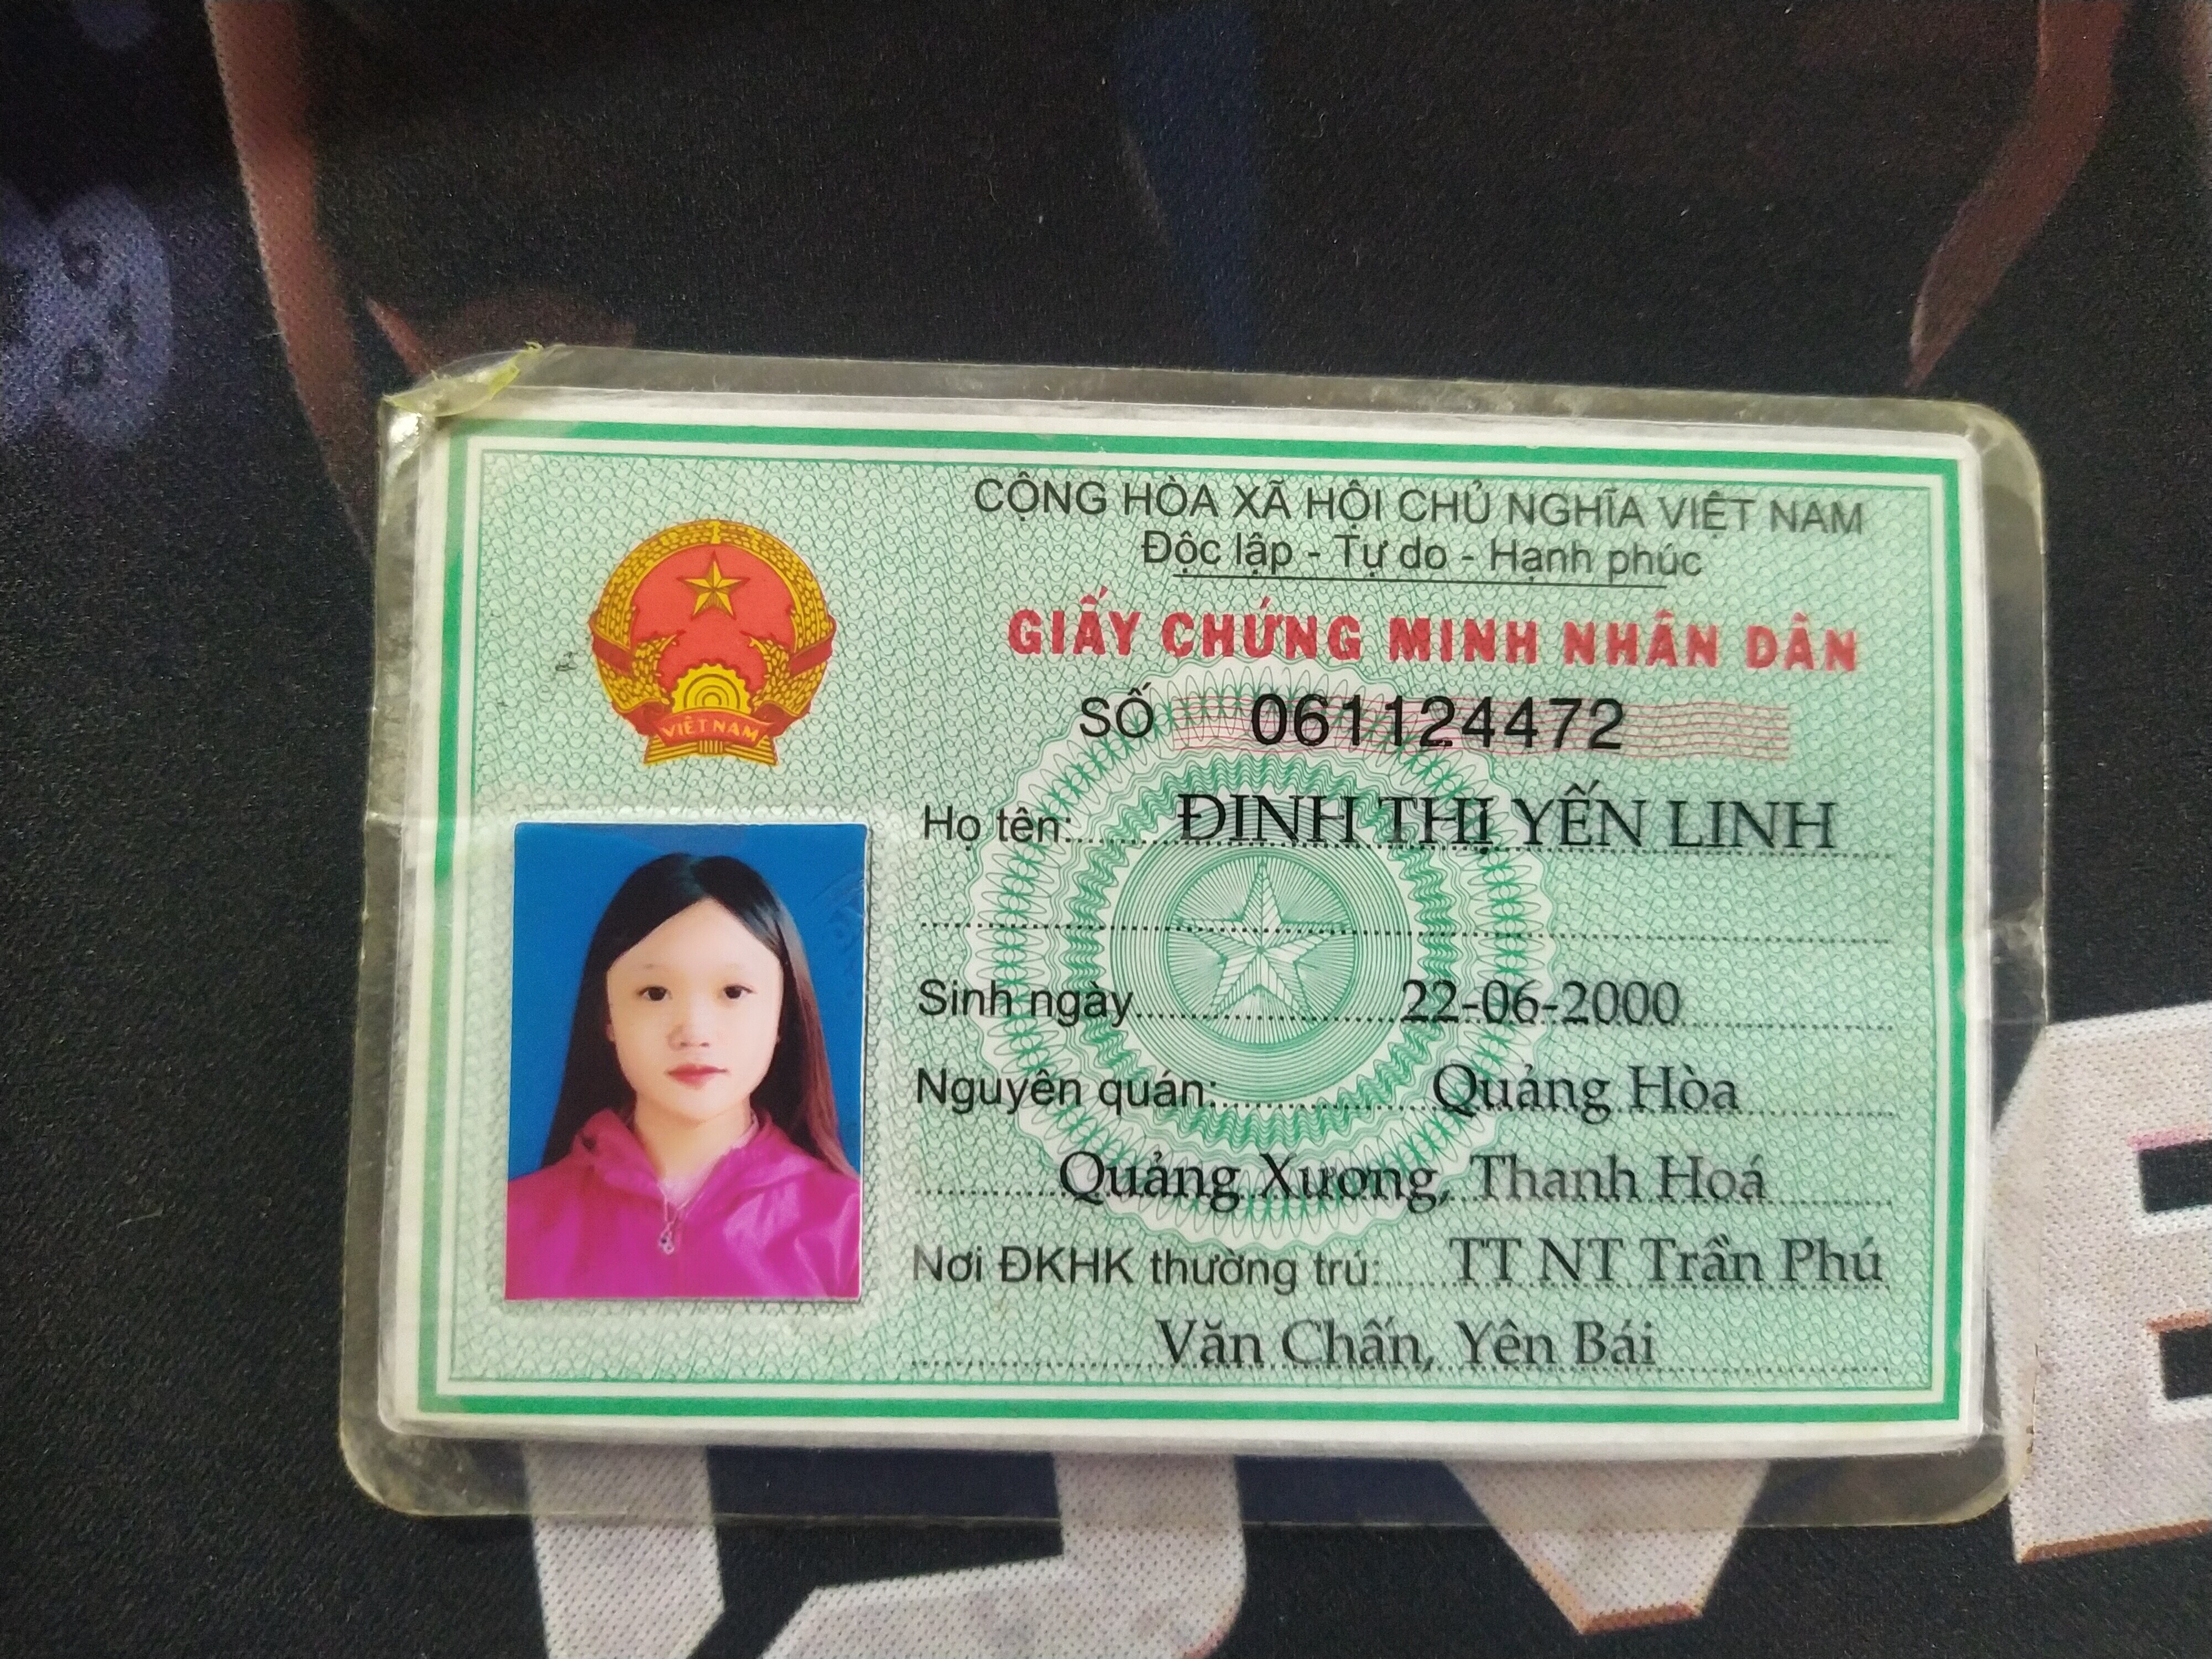 CỘNG HÒA XÃ HỘI CHỦ NGHĨA VIỆT NAM
Độc lập - Tự do - Hạnh phúc
GIẤY CHỨNG MINH NHÂN DÂN
SỐ 061124472
VIỆT NAM
Họ tên: ĐINH THỊ YẾN LINH
Sinh ngày 22-06-2000
Nguyên quán: Quảng Hòa
Quảng Xương, Thanh Hoá
Nơi ĐKHK thường trú: TT NT Trần Phú
Văn Chấn, Yên Bái